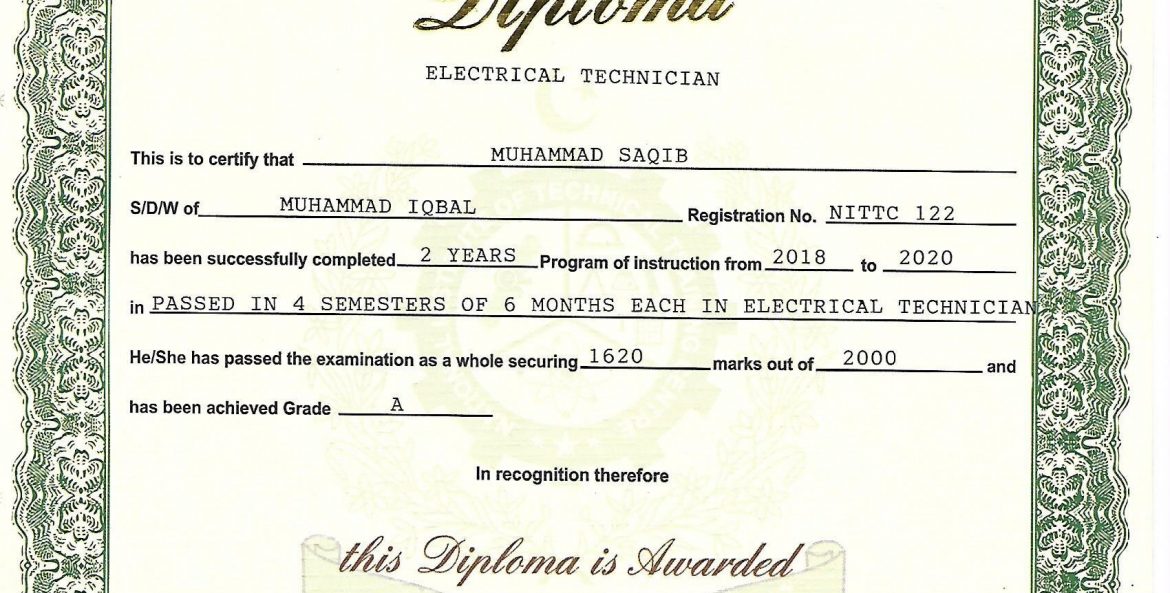 Diploma
ELECTRICAL TECHNICIAN
This is to certify that MUHAMMAD SAQIB
S/D/W of MUHAMMAD IQBAL Registration No. NITTC 122
has been successfully completed 2 YEARS Program of instruction from 2018 to 2020
in PASSED IN 4 SEMESTERS OF 6 MONTHS EACH IN ELECTRICAL TECHNICIAN
He/She has passed the examination as a whole securing 1620 marks out of 2000 and
has been achieved Grade A
In recognition therefore
this Diploma is Awarded